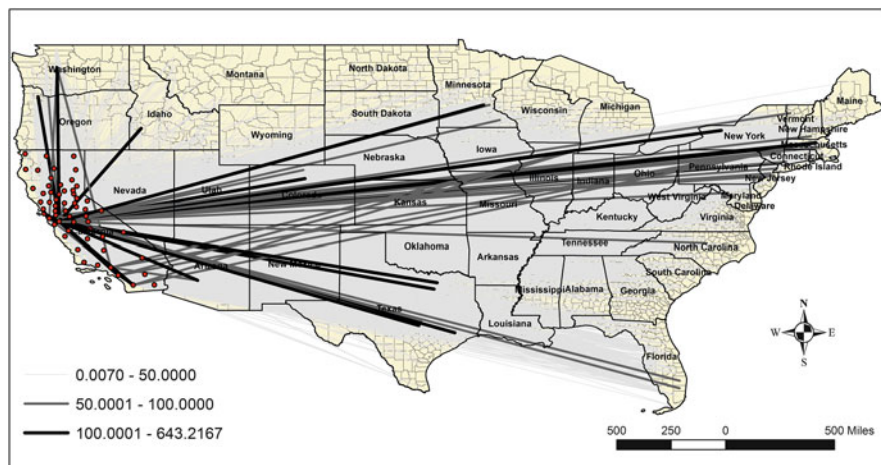 Washington
Montana
North Dakota
Minnesota
Maine
Oregon
Idaho
South Dakota
Wisconsin
Michigan
Vermont
New Hampshire
Wyoming
New York
Massachusetts
Connecticut
Rhode Island
Iowa
Nebraska
Pennsylvania
New Jersey
Nevada
Utah
Colorado
Illinois
Indiana
Ohio
Kansas
Missouri
West Virginia
Maryland
Delaware
Kentucky
Virginia
Tennessee
North Carolina
Oklahoma
Arkansas
South Carolina
Mississippi
Alabama
Georgia
Texas
Louisiana
Florida
N
W
E
S
0.0070 - 50.0000
50.0001 - 100.0000
100.0001 - 643.2167
500 250 0 500 Miles